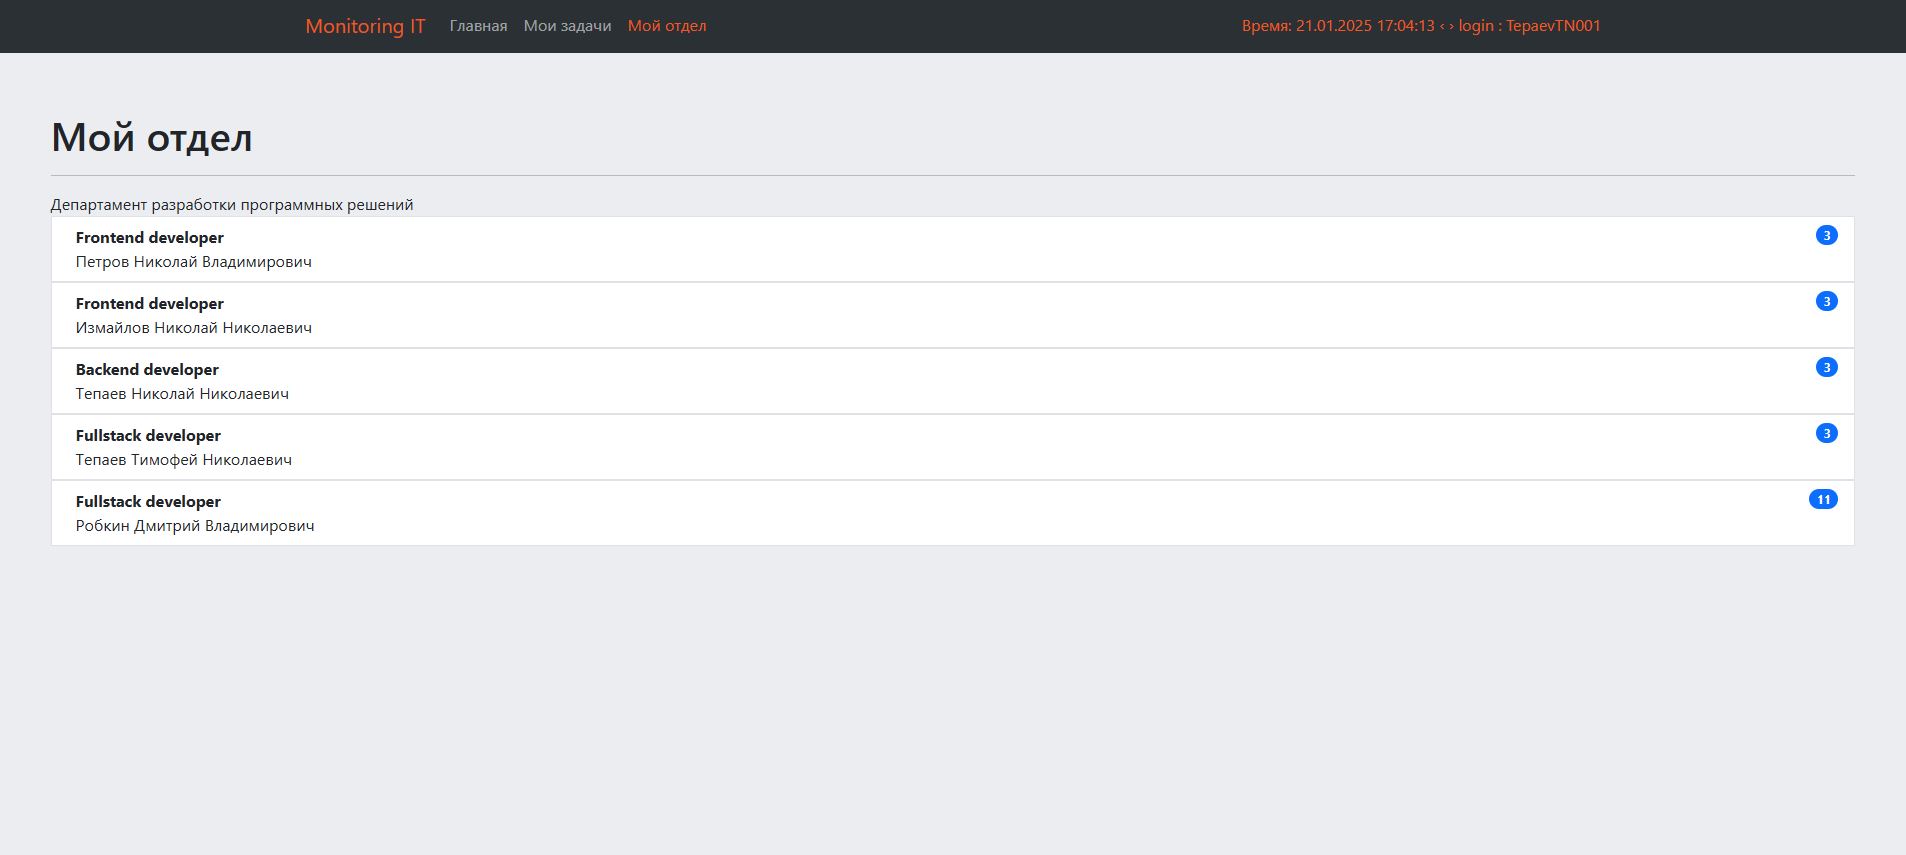 Monitoring IT Главная Мои задачи Мой отдел Время: 21.01.2025 17:04:13 ‹ › login : TepaevTN001
Мой отдел
Департамент разработки программных решений
Frontend developer 3
Петров Николай Владимирович
Frontend developer 3
Измайлов Николай Николаевич
Backend developer 3
Тепаев Николай Николаевич
Fullstack developer 3
Тепаев Тимофей Николаевич
Fullstack developer 11
Робкин Дмитрий Владимирович